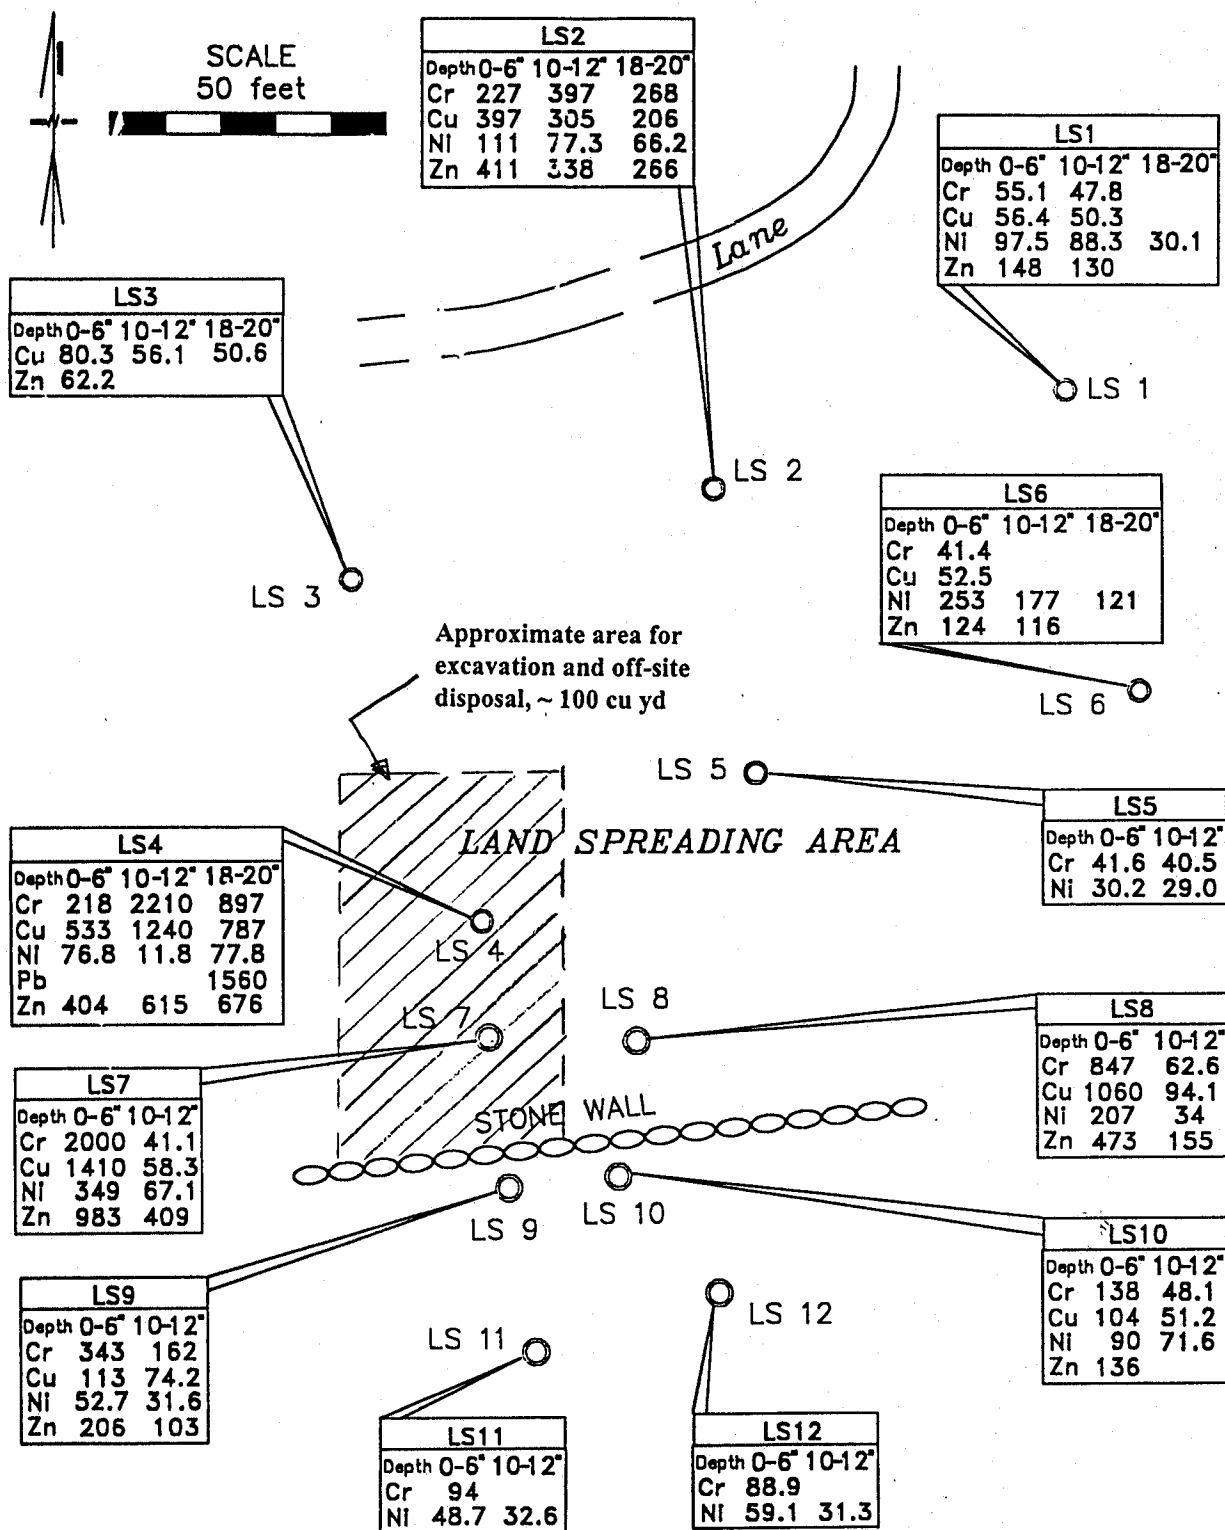 SCALE
50 feet
LS2
Depth 0-6" 10-12" 18-20"
Cr 227 397 268
Cu 397 305 206
Ni 111 77.3 66.2
Zn 411 338 266
LS1
Depth 0-6" 10-12" 18-20"
Cr 55.1 47.8
Cu 56.4 50.3
Ni 97.5 88.3 30.1
Zn 148 130
Lane
LS3
Depth 0-6" 10-12" 18-20"
Cu 80.3 56.1 50.6
Zn 62.2
LS 1
LS 2
LS 3
LS6
Depth 0-6" 10-12" 18-20"
Cr 41.4
Cu 52.5
Ni 253 177 121
Zn 124 116
LS 6
Approximate area for
excavation and off-site
disposal, ~ 100 cu yd
LS 5
LS5
Depth 0-6" 10-12"
Cr 41.6 40.5
Ni 30.2 29.0
LAND SPREADING AREA
LS4
Depth 0-6" 10-12" 18-20"
Cr 218 2210 897
Cu 533 1240 787
Ni 76.8 11.8 77.8
Pb 1560
Zn 404 615 676
LS 4
LS 7
LS 8
LS8
Depth 0-6" 10-12"
Cr 847 62.6
Cu 1060 94.1
Ni 207 34
Zn 473 155
LS7
Depth 0-6" 10-12"
Cr 2000 41.1
Cu 1410 58.3
Ni 349 67.1
Zn 983 409
STONE WALL
LS 9
LS 10
LS10
Depth 0-6" 10-12"
Cr 138 48.1
Cu 104 51.2
Ni 90 71.6
Zn 136
LS9
Depth 0-6" 10-12"
Cr 343 162
Cu 113 74.2
Ni 52.7 31.6
Zn 206 103
LS 11
LS 12
LS11
Depth 0-6" 10-12"
Cr 94
Ni 48.7 32.6
LS12
Depth 0-6" 10-12"
Cr 88.9
Ni 59.1 31.3